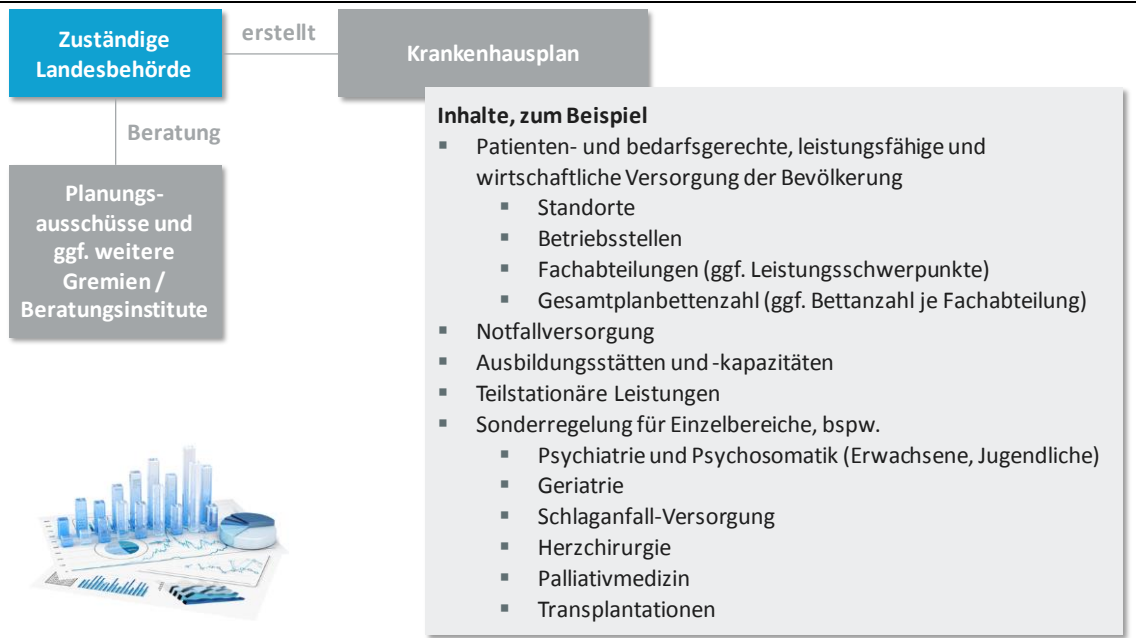 Zuständige
Landesbehörde
erstellt
Krankenhausplan
Beratung
Planungs-
ausschüsse und
ggf. weitere
Gremien /
Beratungsinstitute
Inhalte, zum Beispiel
▪ Patienten- und bedarfsgerechte, leistungsfähige und
wirtschaftliche Versorgung der Bevölkerung
▪ Standorte
▪ Betriebsstellen
▪ Fachabteilungen (ggf. Leistungsschwerpunkte)
▪ Gesamtplanbettenzahl (ggf. Bettanzahl je Fachabteilung)
▪ Notfallversorgung
▪ Ausbildungsstätten und -kapazitäten
▪ Teilstationäre Leistungen
▪ Sonderregelung für Einzelbereiche, bspw.
▪ Psychiatrie und Psychosomatik (Erwachsene, Jugendliche)
▪ Geriatrie
▪ Schlaganfall-Versorgung
▪ Herzchirurgie
▪ Palliativmedizin
▪ Transplantationen